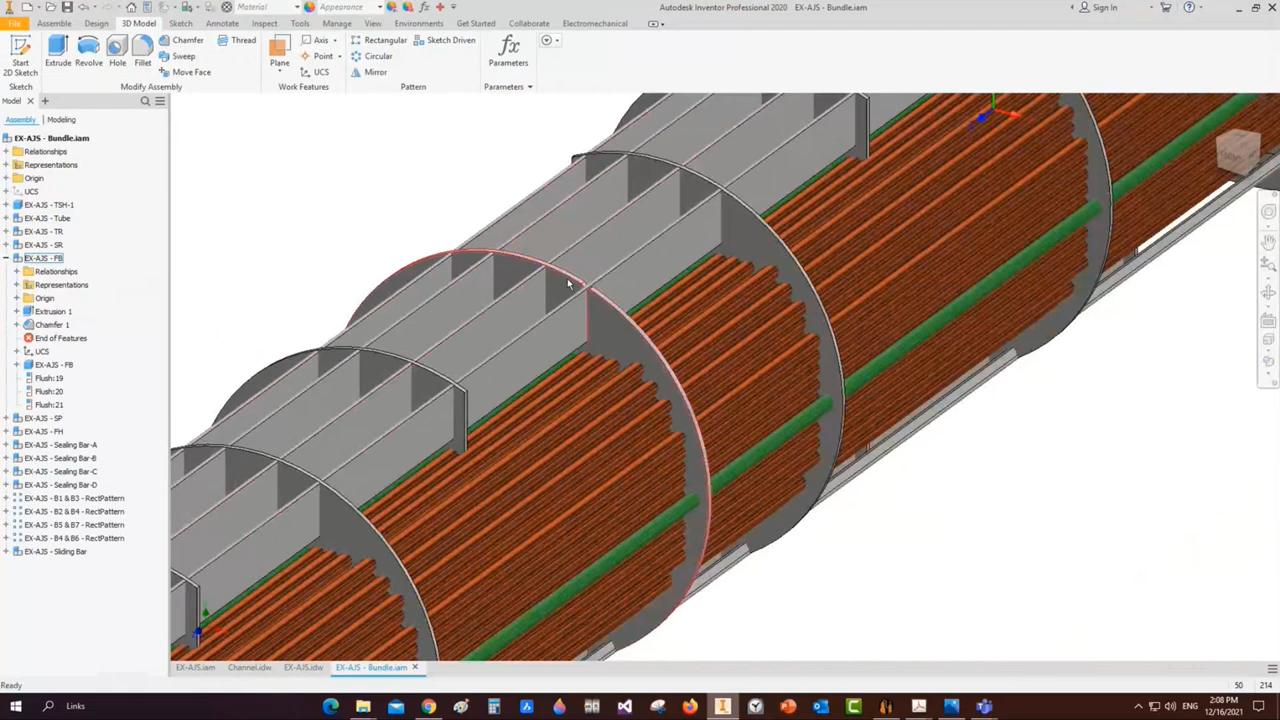 Material
Appearance
Autodesk Inventor Professional 2020 EX-AJS - Bundle.iam
Sign In
File
Assemble
Design
3D Model
Sketch
Annotate
Inspect
Tools
Manage
View
Environments
Get Started
Collaborate
Electromechanical
Start
2D Sketch
Extrude
Revolve
Hole
Fillet
Chamfer
Thread
Sweep
Move Face
Plane
Axis
Point
UCS
Rectangular
Sketch Driven
Circular
Mirror
fx
Parameters
Sketch
Modify Assembly
Work Features
Pattern
Parameters
Model
Assembly
Modeling
EX-AJS - Bundle.iam
Relationships
Representations
Origin
UCS
EX-AJS - TSH-1
EX-AJS - Tube
EX-AJS - TR
EX-AJS - SR
EX-AJS - FB
Relationships
Representations
Origin
Extrusion 1
Chamfer 1
End of Features
UCS
EX-AJS - FB
Flush:19
Flush:20
Flush:21
EX-AJS - SP
EX-AJS - FH
EX-AJS - Sealing Bar-A
EX-AJS - Sealing Bar-B
EX-AJS - Sealing Bar-C
EX-AJS - Sealing Bar-D
EX-AJS - B1 & B3 - RectPattern
EX-AJS - B2 & B4 - RectPattern
EX-AJS - B5 & B7 - RectPattern
EX-AJS - B4 & B6 - RectPattern
EX-AJS - Sliding Bar
EX-AJS.iam
Channel.idw
EX-AJS.idw
EX-AJS - Bundle.iam
Ready
50
214
Links
2:08 PM
12/16/2021